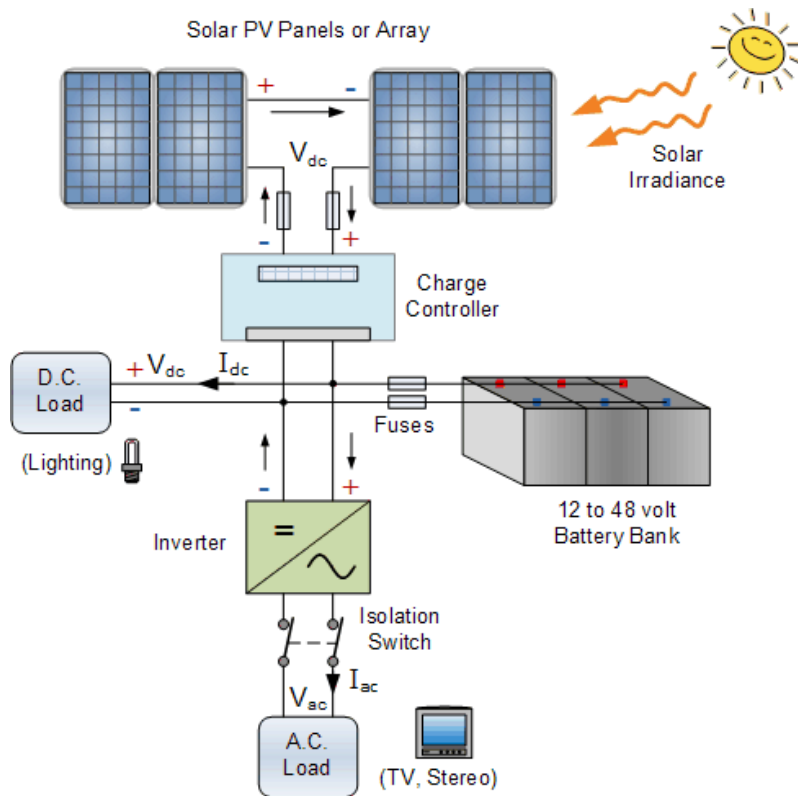 Solar PV Panels or Array
+ -
Vdc
Solar
Irradiance
- +
Charge
Controller
D.C.
Load
+ Vdc Idc
-
Fuses
(Lighting)
12 to 48 volt
Battery Bank
- +
Inverter
=
Isolation
Switch
Vac Iac
A.C.
Load
(TV, Stereo)